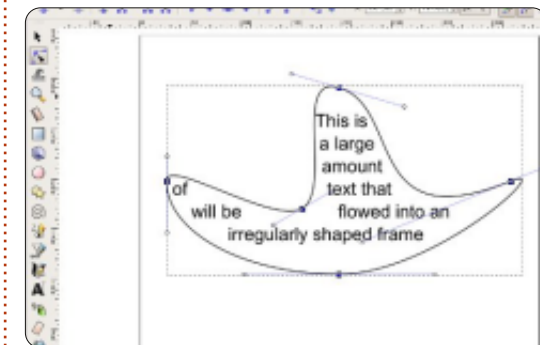 This is
a large
amount
of text that
will be flowed into an
irregularly shaped frame